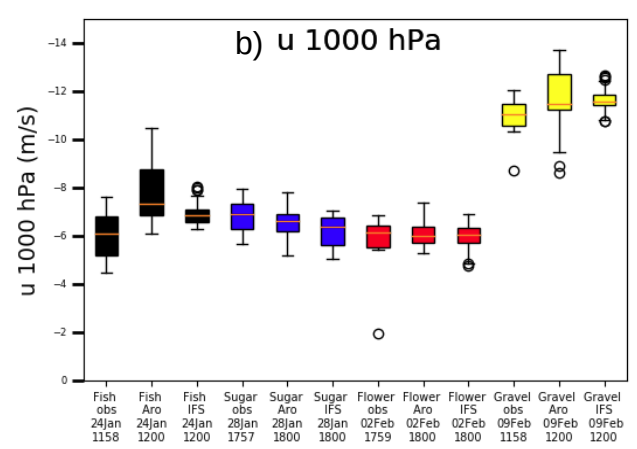 b) u 1000 hPa
u 1000 hPa (m/s)
−14
−12
−10
−8
−6
−4
−2
0
Fish obs 24Jan 1158
Fish Aro 24Jan 1200
Fish IFS 24Jan 1200
Sugar obs 28Jan 1757
Sugar Aro 28Jan 1800
Sugar IFS 28Jan 1800
Flower obs 02Feb 1759
Flower Aro 02Feb 1800
Flower IFS 02Feb 1800
Gravel obs 09Feb 1158
Gravel Aro 09Feb 1200
Gravel IFS 09Feb 1200